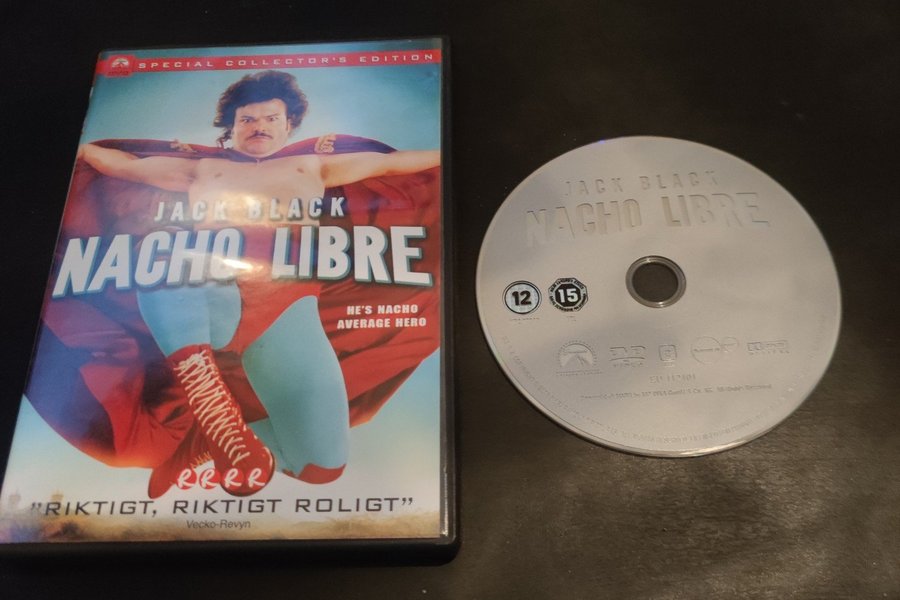 SPECIAL COLLECTOR'S EDITION
JACK BLACK
NACHO LIBRE
HE'S NACHO
AVERAGE HERO
R R R R
"RIKTIGT, RIKTIGT ROLIGT"
Vecko-Revyn
JACK BLACK
NACHO LIBRE
12
15
DVD